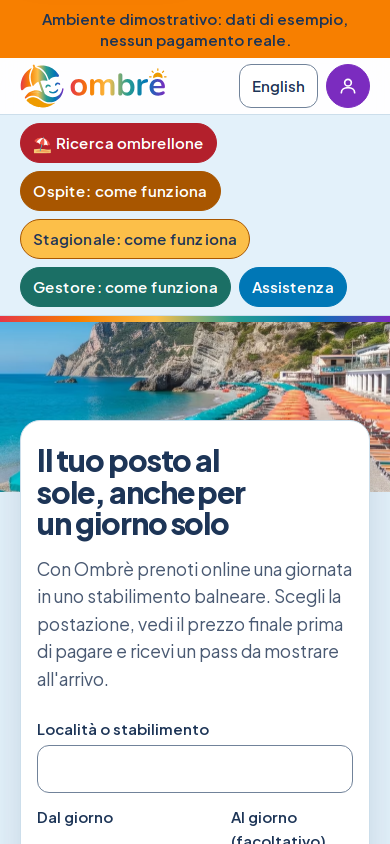 Ambiente dimostrativo: dati di esempio,
nessun pagamento reale.
ombrè
English
Ricerca ombrellone
Ospite: come funziona
Stagionale: come funziona
Gestore: come funziona
Assistenza
Il tuo posto al
sole, anche per
un giorno solo
Con Ombrè prenoti online una giornata
in uno stabilimento balneare. Scegli la
postazione, vedi il prezzo finale prima
di pagare e ricevi un pass da mostrare
all'arrivo.
Località o stabilimento
Dal giorno
Al giorno
(facoltativo)